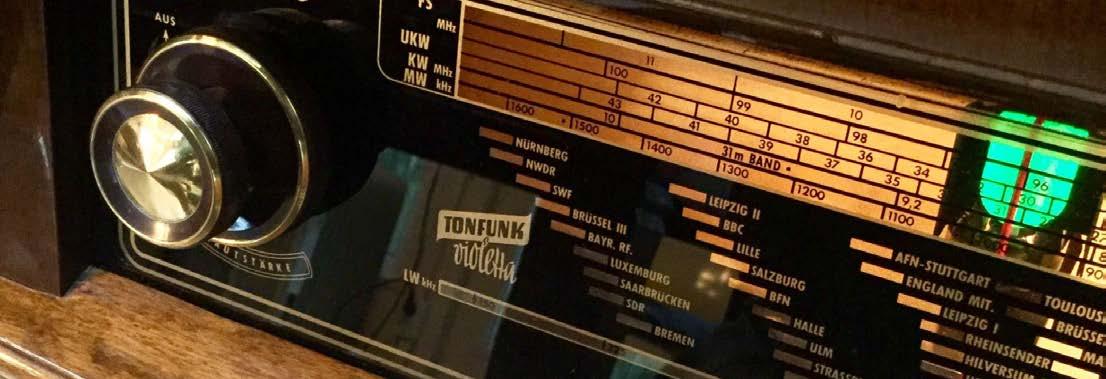 AUS
FS
MHz
UKW
KW MHz
MW kHz
11
10
100
99
98
96
43
42
41
40
39
38
37
36
35
34
30
31
1600
1500
10
1400
31m BAND
1300
1200
9,2
1100
NÜRNBERG
NWDR
SWF
BRÜSSEL III
BAYR. RF.
LUXEMBURG
SAARBRÜCKEN
SDR
BREMEN
LEIPZIG II
BBC
LILLE
SALZBURG
BFN
HALLE
ULM
AFN-STUTTGART
ENGLAND MIT.
LEIPZIG I
RHEINSENDER
HILVERSUM
TONFUNK
violetta
LW kHz